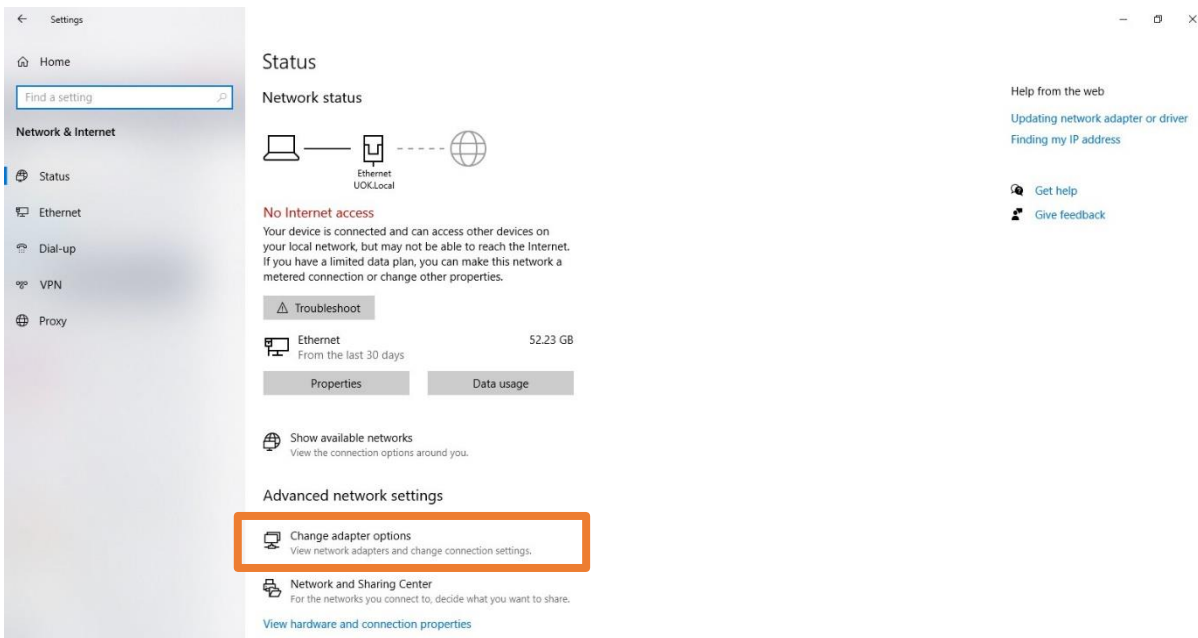 Settings
Home
Find a setting
Network & Internet
Status
Ethernet
Dial-up
VPN
Proxy
Status
Network status
Ethernet
UOK.Local
No Internet access
Your device is connected and can access other devices on
your local network, but may not be able to reach the Internet.
If you have a limited data plan, you can make this network a
metered connection or change other properties.
Troubleshoot
Ethernet
52.23 GB
From the last 30 days
Properties
Data usage
Show available networks
View the connection options around you.
Advanced network settings
Change adapter options
View network adapters and change connection settings.
Network and Sharing Center
For the networks you connect to, decide what you want to share.
View hardware and connection properties
Help from the web
Updating network adapter or driver
Finding my IP address
Get help
Give feedback